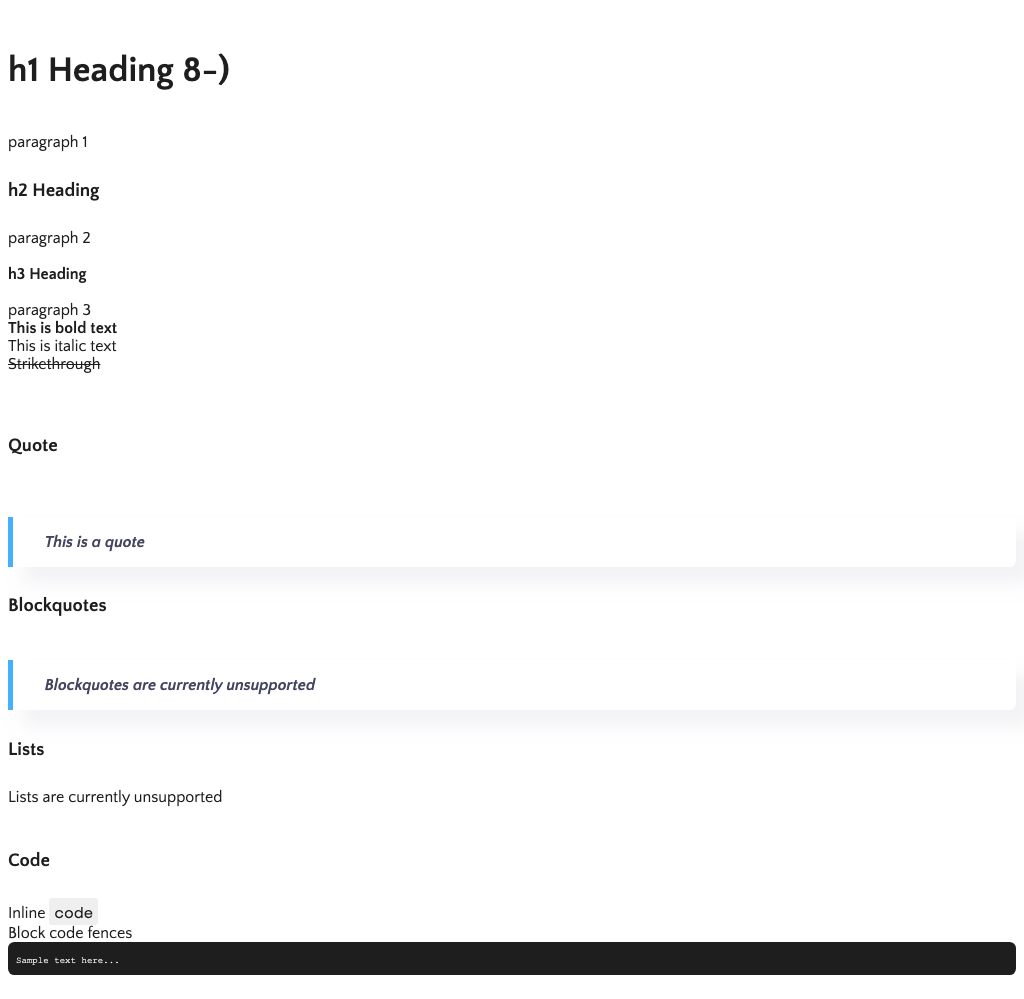 h1 Heading 8-)
paragraph 1
h2 Heading
paragraph 2
h3 Heading
paragraph 3
This is bold text
This is italic text
Strikethrough
Quote
This is a quote
Blockquotes
Blockquotes are currently unsupported
Lists
Lists are currently unsupported
Code
Inline code
Block code fences
Sample text here...